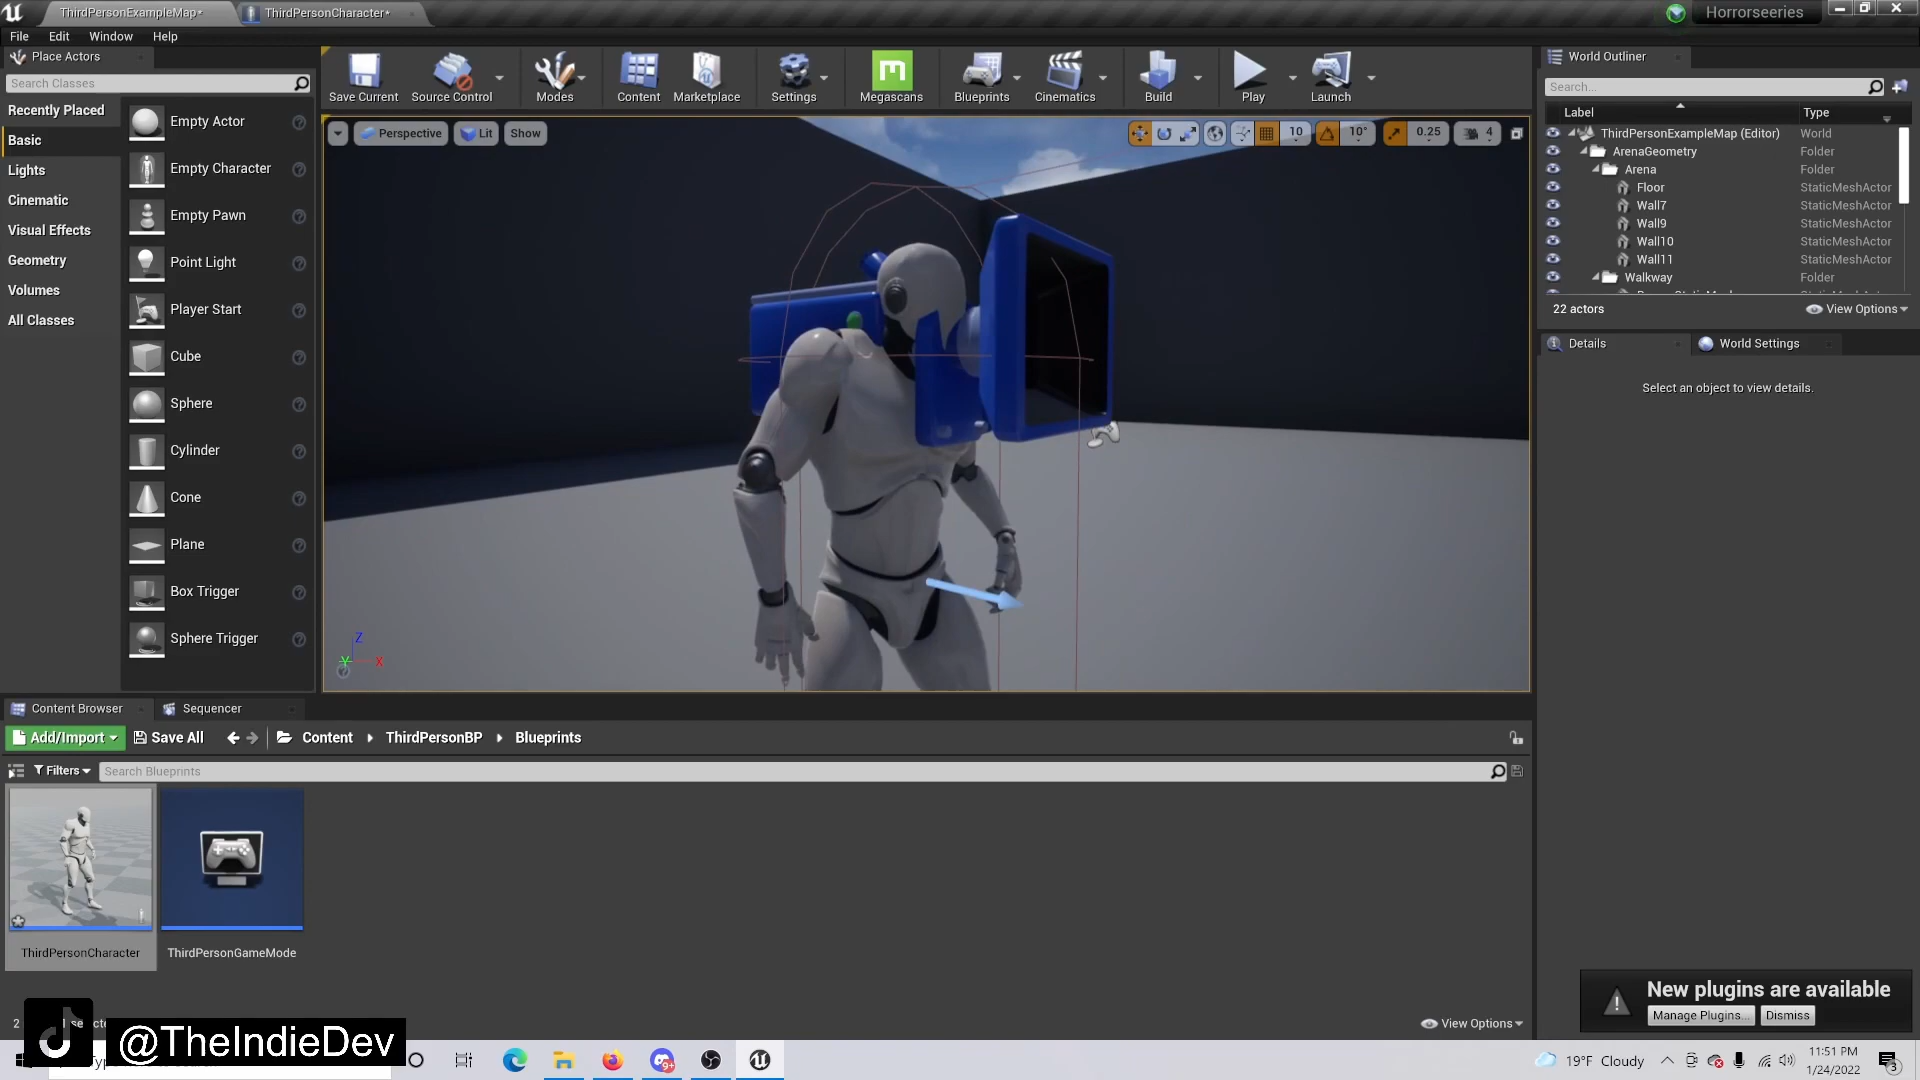 ThirdPersonExampleMap*
ThirdPersonCharacter*
Horrorseeries
File Edit Window Help
Place Actors
Search Classes
Recently Placed
Basic
Lights
Cinematic
Visual Effects
Geometry
Volumes
All Classes
Empty Actor
Empty Character
Empty Pawn
Point Light
Player Start
Cube
Sphere
Cylinder
Cone
Plane
Box Trigger
Sphere Trigger
Save Current
Source Control
Modes
Content
Marketplace
Settings
Megascans
Blueprints
Cinematics
Build
Play
Launch
Perspective
Lit
Show
10
10°
0.25
4
Z
Y
X
World Outliner
Search...
Label
Type
ThirdPersonExampleMap (Editor) World
ArenaGeometry Folder
Arena Folder
Floor StaticMeshActor
Wall7 StaticMeshActor
Wall9 StaticMeshActor
Wall10 StaticMeshActor
Wall11 StaticMeshActor
Walkway Folder
22 actors
View Options
Details
World Settings
Select an object to view details.
Content Browser
Sequencer
Add/Import
Save All
Content
ThirdPersonBP
Blueprints
Filters
Search Blueprints
ThirdPersonCharacter
ThirdPersonGameMode
View Options
New plugins are available
Manage Plugins...
Dismiss
@TheIndieDev
9+
19°F Cloudy
11:51 PM
1/24/2022
3